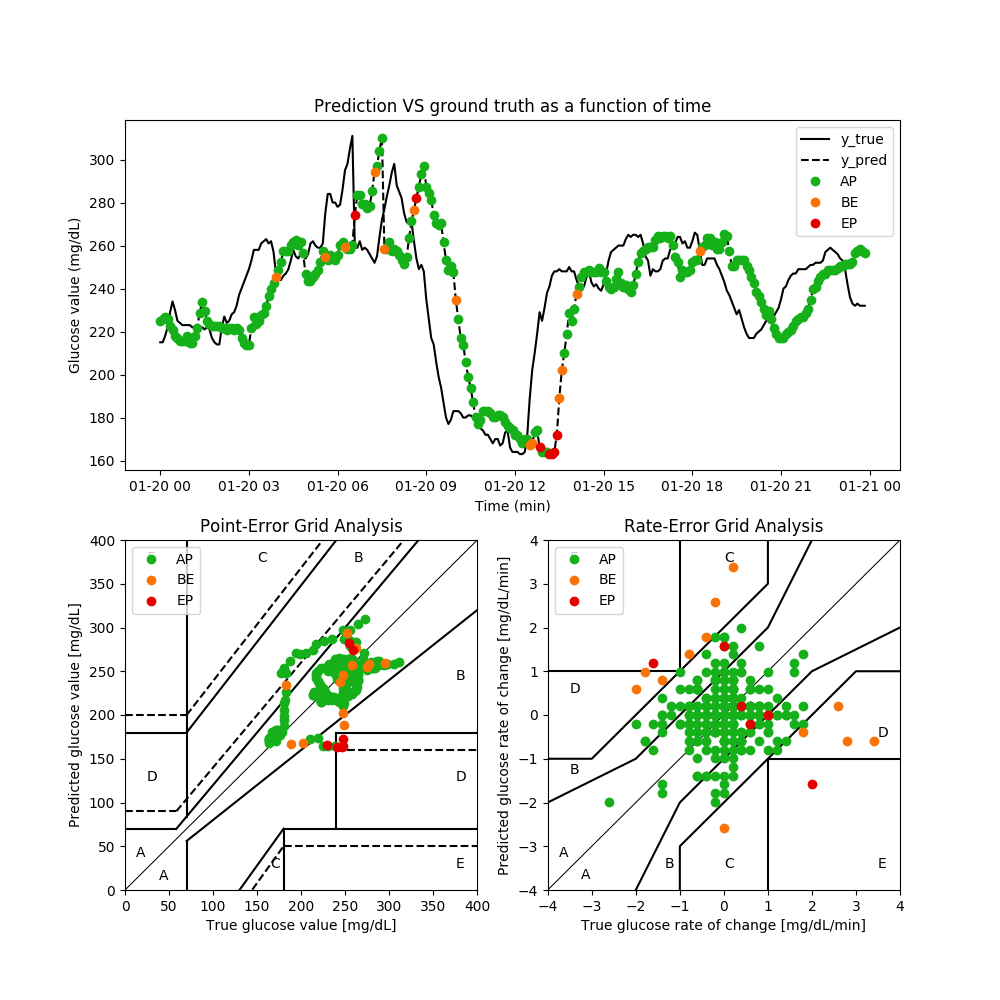 Prediction VS ground truth as a function of time
Glucose value (mg/dL)
300
280
260
240
220
200
180
160
y_true
y_pred
AP
BE
EP
01-20 00 01-20 03 01-20 06 01-20 09 01-20 12 01-20 15 01-20 18 01-20 21 01-21 00
Time (min)
Point-Error Grid Analysis
Predicted glucose value [mg/dL]
400
350
300
250
200
150
100
50
0
AP
BE
EP
C
B
B
D
D
A
A
C
E
0 50 100 150 200 250 300 350 400
True glucose value [mg/dL]
Rate-Error Grid Analysis
Predicted glucose rate of change [mg/dL/min]
4
3
2
1
0
−1
−2
−3
−4
AP
BE
EP
C
D
D
B
A
A
B
C
E
−4 −3 −2 −1 0 1 2 3 4
True glucose rate of change [mg/dL/min]